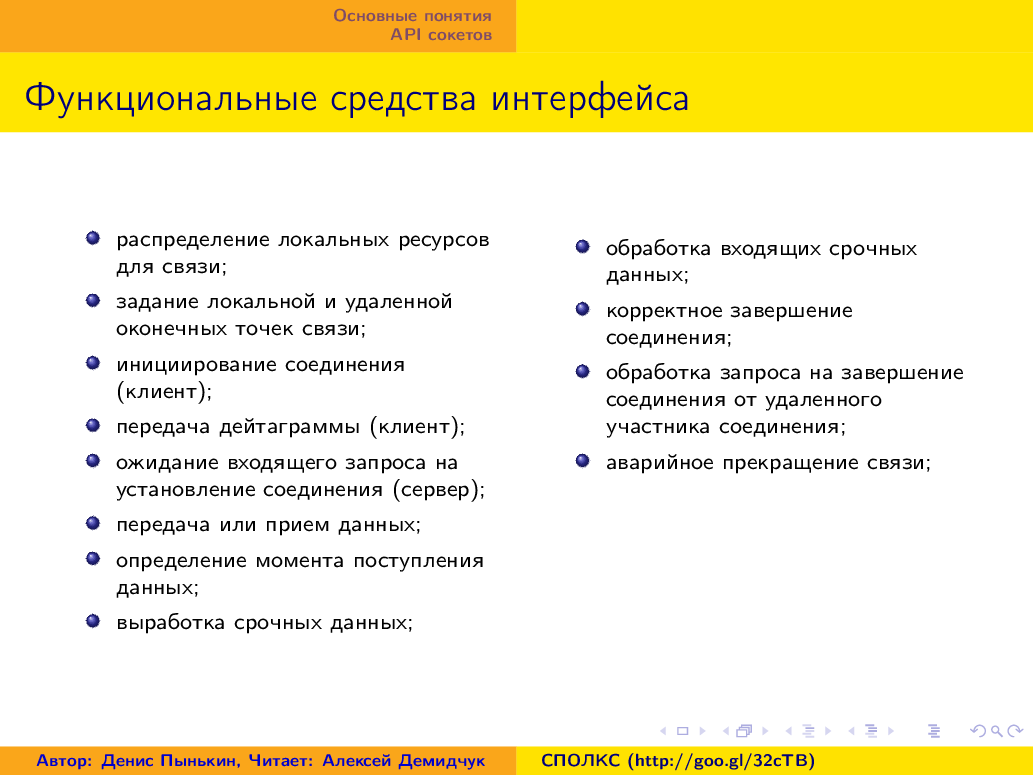 Основные понятия
API сокетов
Функциональные средства интерфейса
распределение локальных ресурсов
для связи;
задание локальной и удаленной
оконечных точек связи;
инициирование соединения
(клиент);
передача дейтаграммы (клиент);
ожидание входящего запроса на
установление соединения (сервер);
передача или прием данных;
определение момента поступления
данных;
выработка срочных данных;
обработка входящих срочных
данных;
корректное завершение
соединения;
обработка запроса на завершение
соединения от удаленного
участника соединения;
аварийное прекращение связи;
Автор: Денис Пынькин, Читает: Алексей Демидчук
СПОЛКС (http://goo.gl/32cTB)